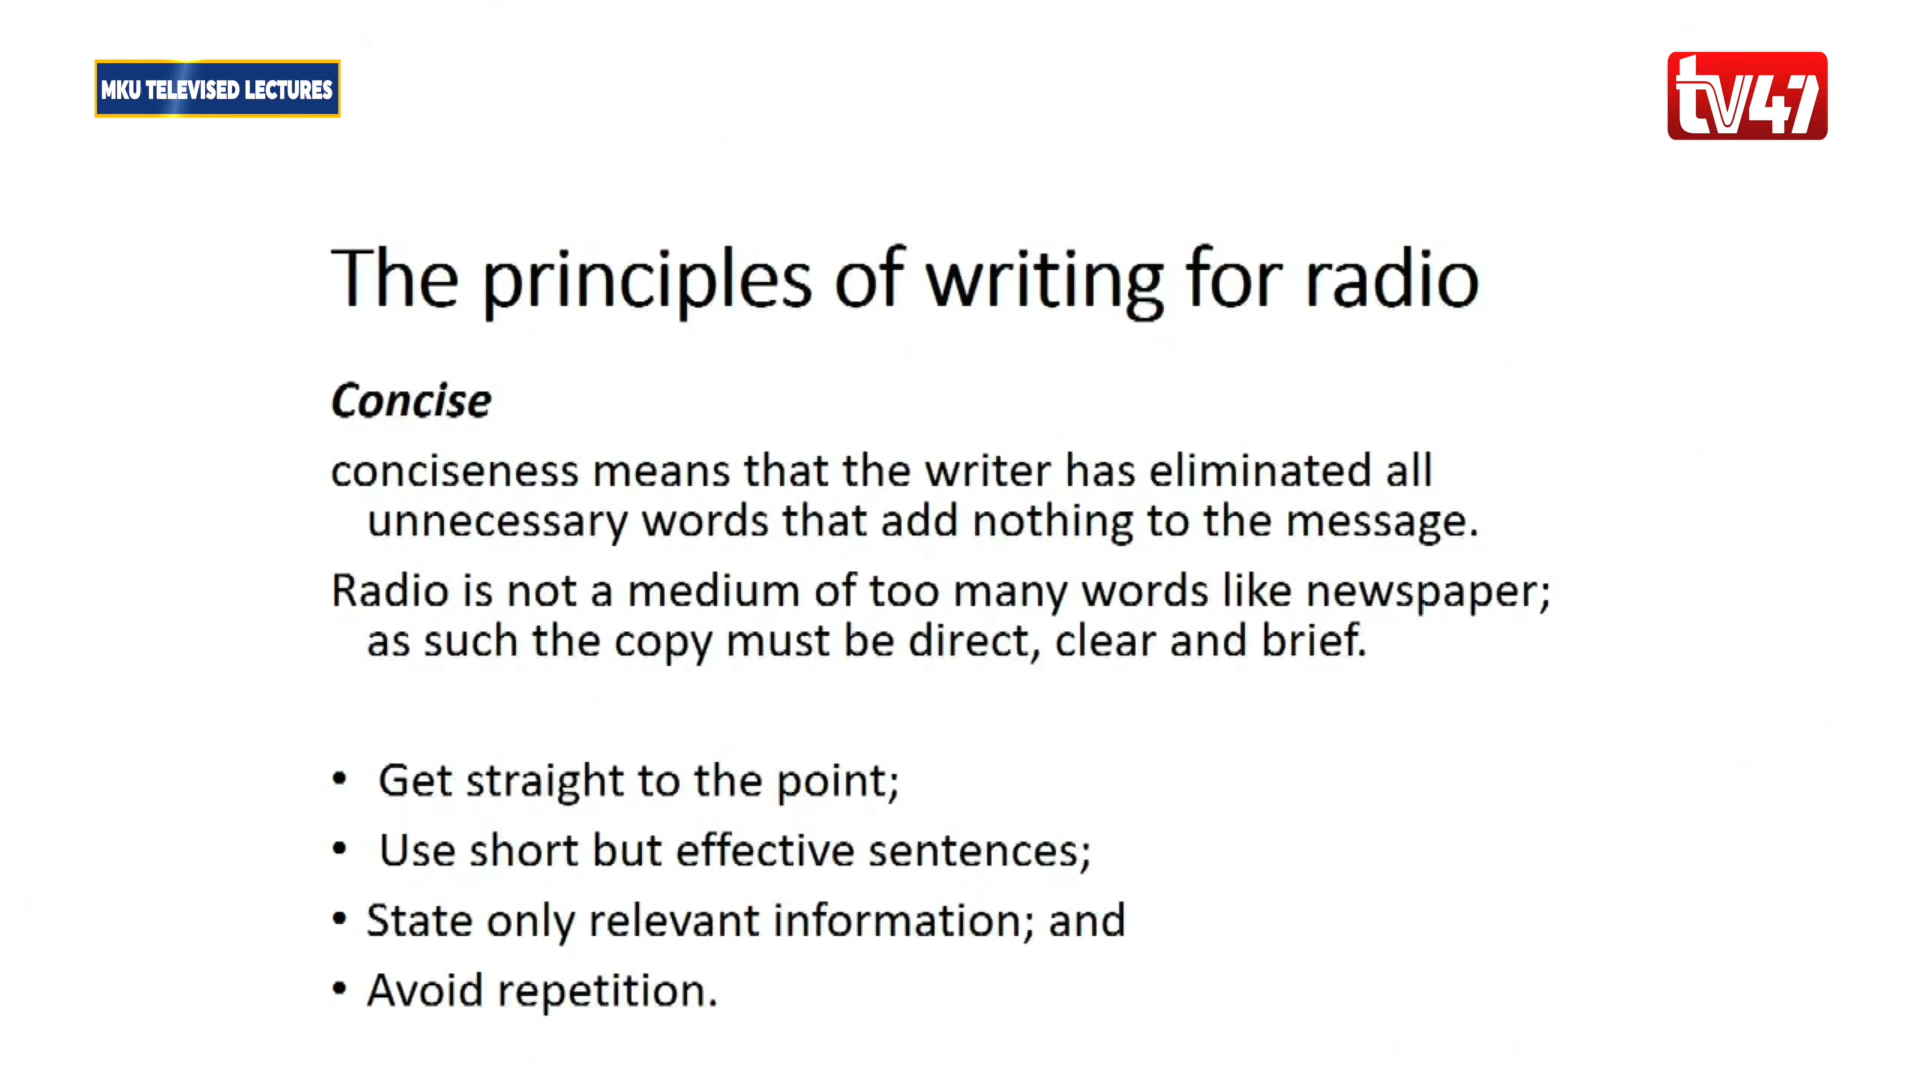 MKU TELEVISED LECTURES
tv47
The principles of writing for radio
Concise
conciseness means that the writer has eliminated all
unnecessary words that add nothing to the message.
Radio is not a medium of too many words like newspaper;
as such the copy must be direct, clear and brief.
• Get straight to the point;
• Use short but effective sentences;
• State only relevant information; and
• Avoid repetition.